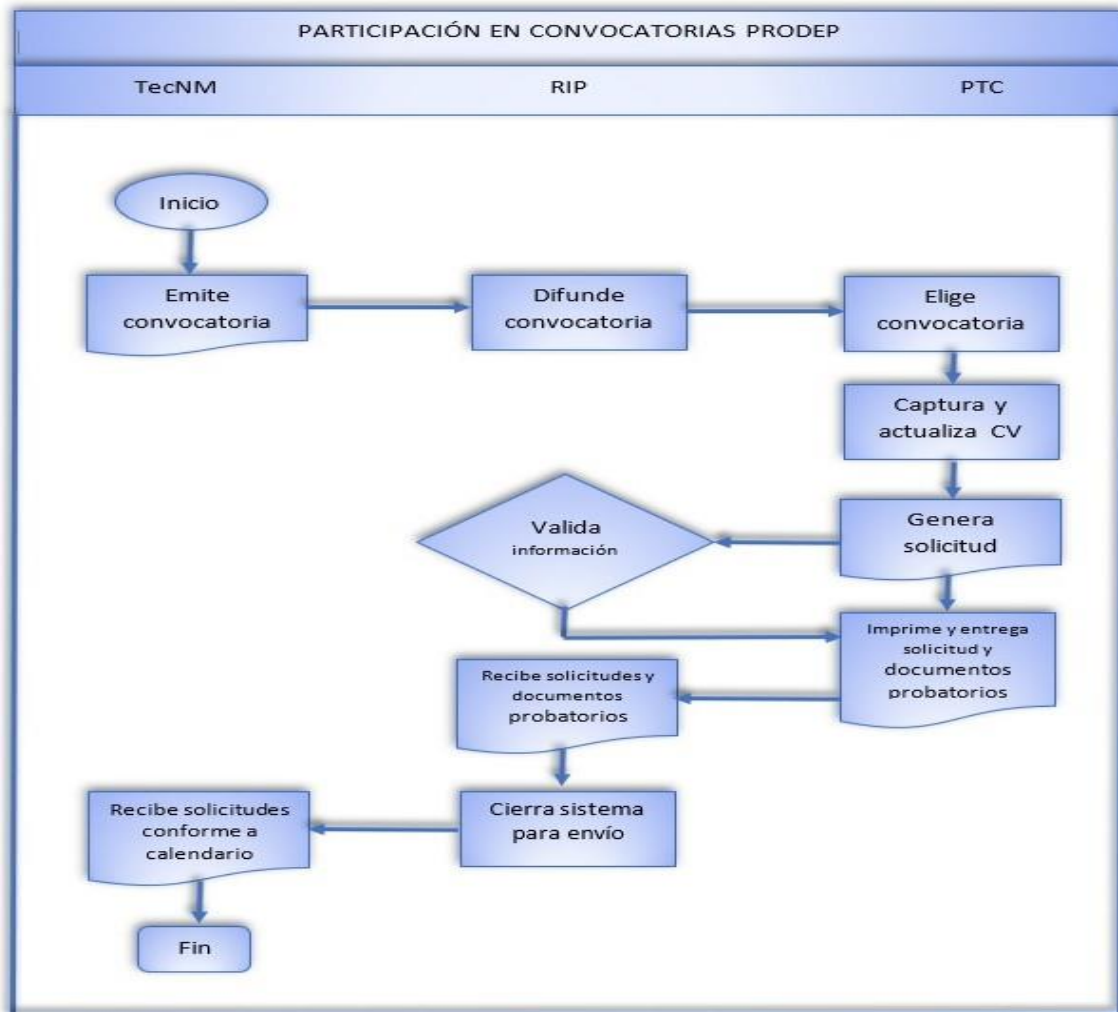 PARTICIPACIÓN EN CONVOCATORIAS PRODEP
TecNM
RIP
PTC
Inicio
Emite
convocatoria
Difunde
convocatoria
Elige
convocatoria
Captura y
actualiza CV
Genera
solicitud
Valida
información
Imprime y entrega
solicitud y
documentos
probatorios
Recibe solicitudes y
documentos
probatorios
Cierra sistema
para envío
Recibe solicitudes
conforme a
calendario
Fin